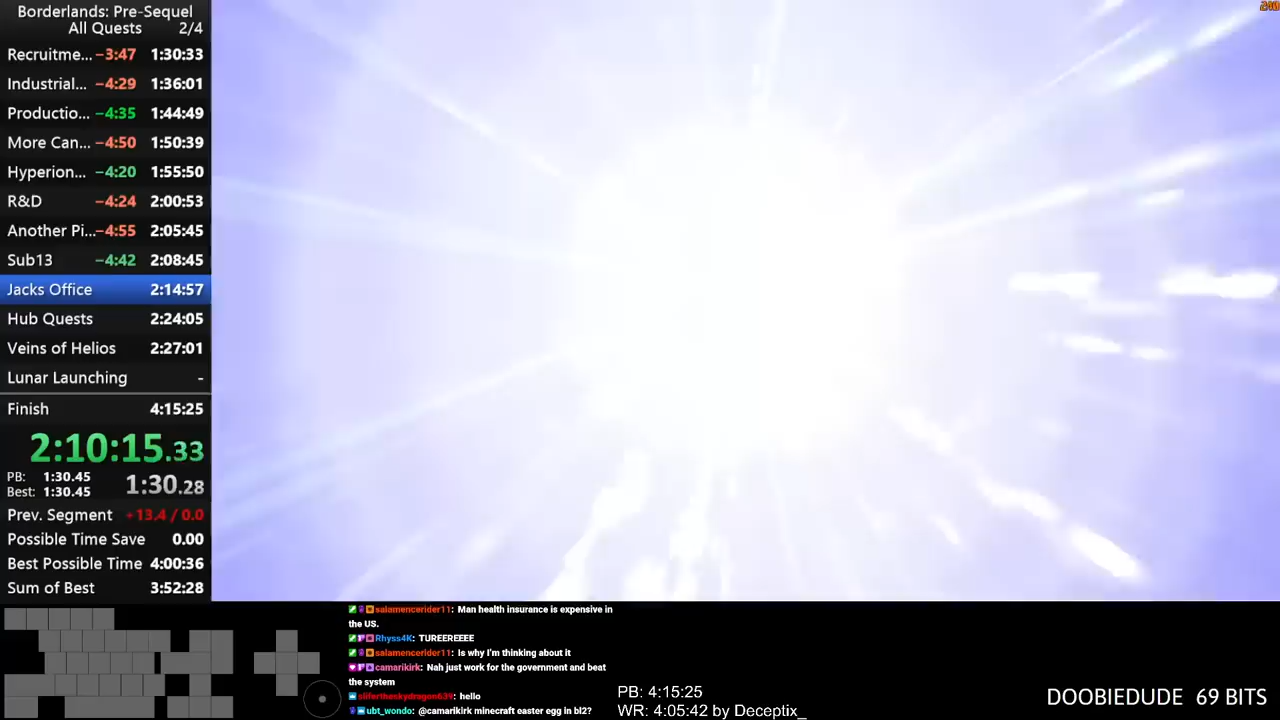 240
Borderlands: Pre-Sequel
All Quests 2/4
Recruitme... −3:47 1:30:33
Industrial... −4:29 1:36:01
Productio... −4:35 1:44:49
More Can... −4:50 1:50:39
Hyperion... −4:20 1:55:50
R&D −4:24 2:00:53
Another Pi... −4:55 2:05:45
Sub13 −4:42 2:08:45
Jacks Office 2:14:57
Hub Quests 2:24:05
Veins of Helios 2:27:01
Lunar Launching -
Finish 4:15:25
2:10:15.33
PB: 1:30.45
Best: 1:30.45
1:30.28
Prev. Segment +13.4 / 0.0
Possible Time Save 0.00
Best Possible Time 4:00:36
Sum of Best 3:52:28
salamencerider11: Man health insurance is expensive in
the US.
Rhyss4K: TUREEREEEE
salamencerider11: Is why I'm thinking about it
camarikirk: Nah just work for the government and beat
the system
slifertheskydragon639: hello
ubt_wondo: @camarikirk minecraft easter egg in bl2?
PB: 4:15:25
WR: 4:05:42 by Deceptix_
DOOBIEDUDE 69 BITS